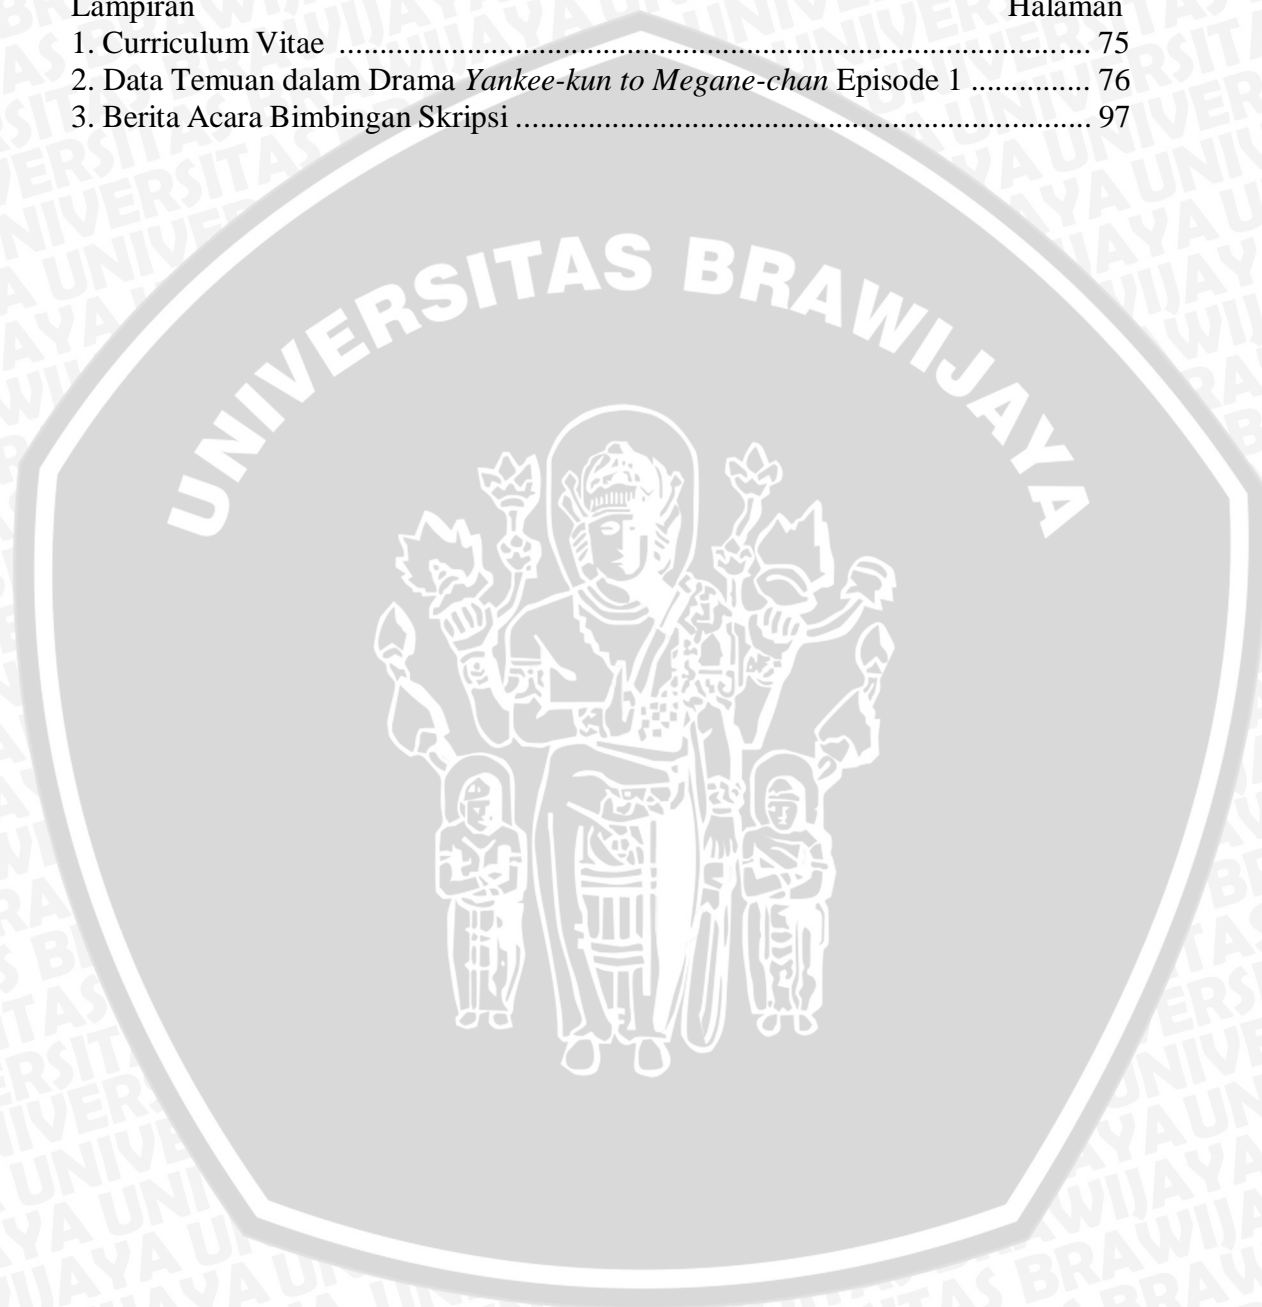 Lampiran Halaman
1. Curriculum Vitae ............................................................................................... 75
2. Data Temuan dalam Drama Yankee-kun to Megane-chan Episode 1 ............... 76
3. Berita Acara Bimbingan Skripsi ......................................................................... 97
UNIVERSITAS BRAWIJAYA